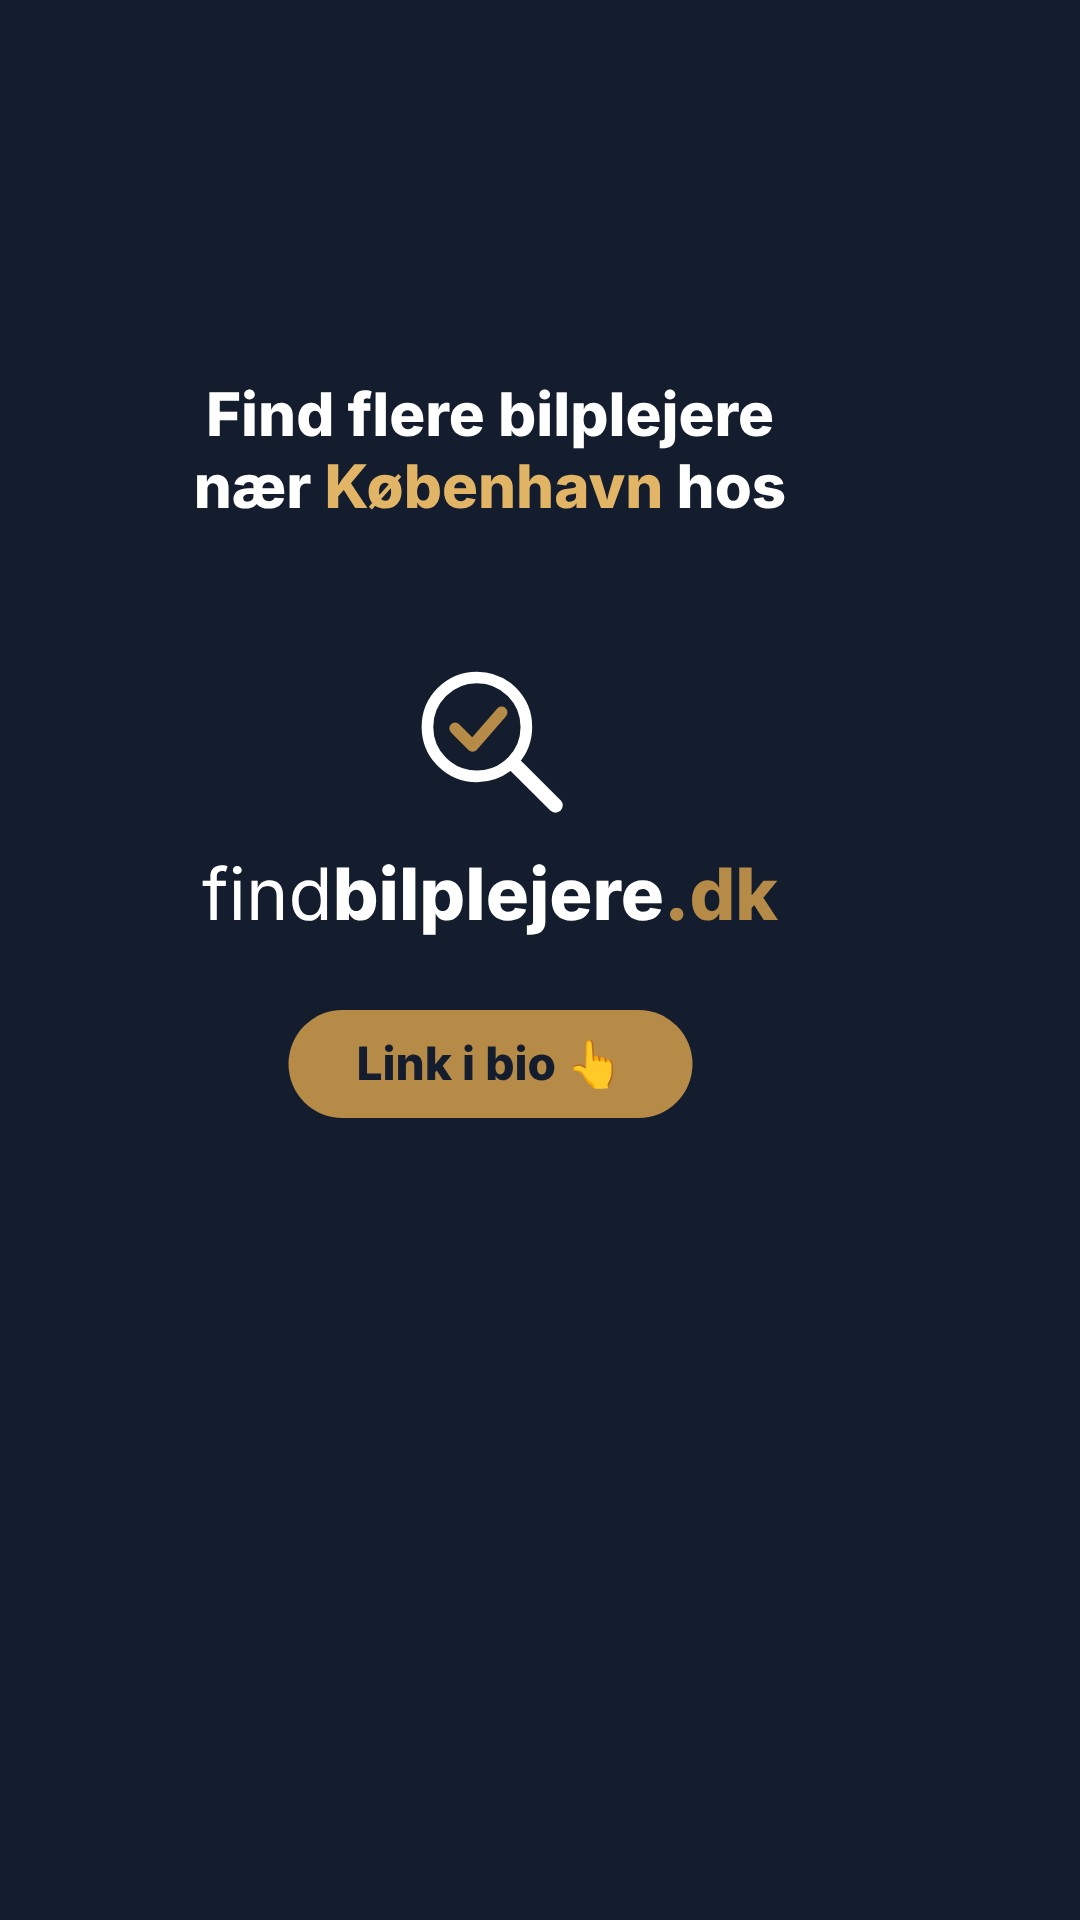 Find flere bilplejere
nær København hos
findbilplejere.dk
Link i bio 👆